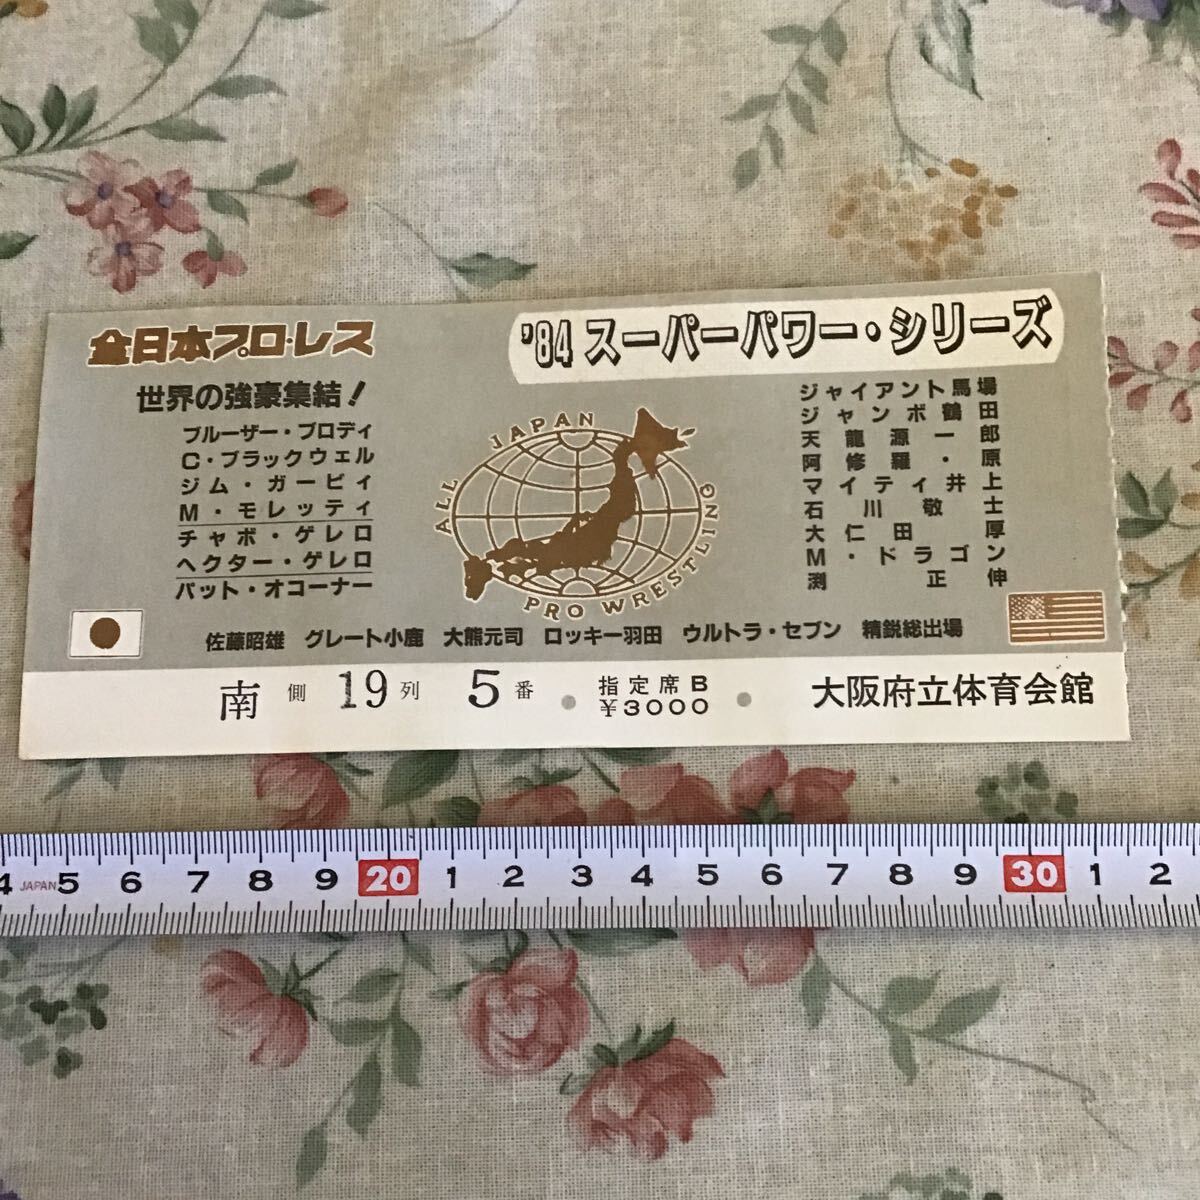 全日本プロ・レス
'84 スーパーパワー・シリーズ
世界の強豪集結!
ブルーザー・ブロディ
C・ブラックウェル
ジム・ガービィ
M・モレッティ
チャボ・ゲレロ
ヘクター・ゲレロ
パット・オコーナー
ALL JAPAN
PRO WRESTLING
ジャイアント馬場
ジャンボ鶴田
天龍源一郎
阿修羅・原
マイティ井上
石川敬士
大仁田厚
M・ドラゴン
渕正伸
佐藤昭雄 グレート小鹿 大熊元司 ロッキー羽田 ウルトラ・セブン 精鋭総出場
南側 19列 5番 • 指定席B ¥3000 • 大阪府立体育会館
4 JAPAN 5 6 7 8 9 20 1 2 3 4 5 6 7 8 9 30 1 2